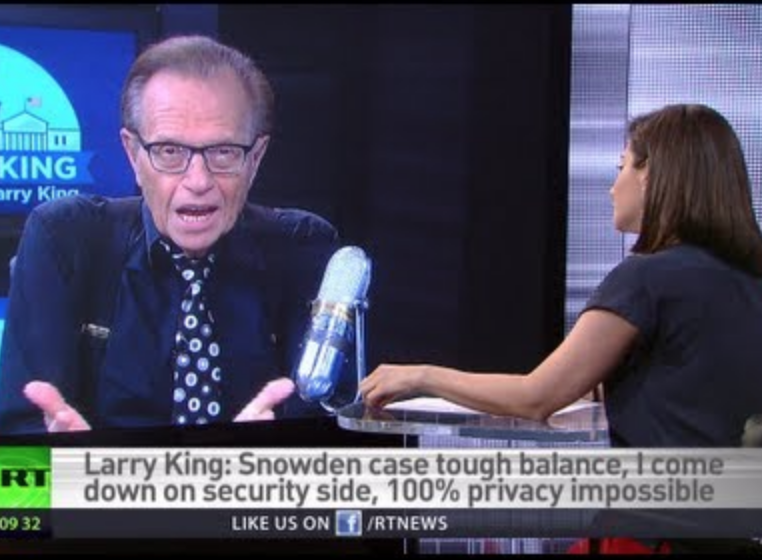 KING
arry King
RT
Larry King: Snowden case tough balance, I come
down on security side, 100% privacy impossible
09 32
LIKE US ON f /RTNEWS